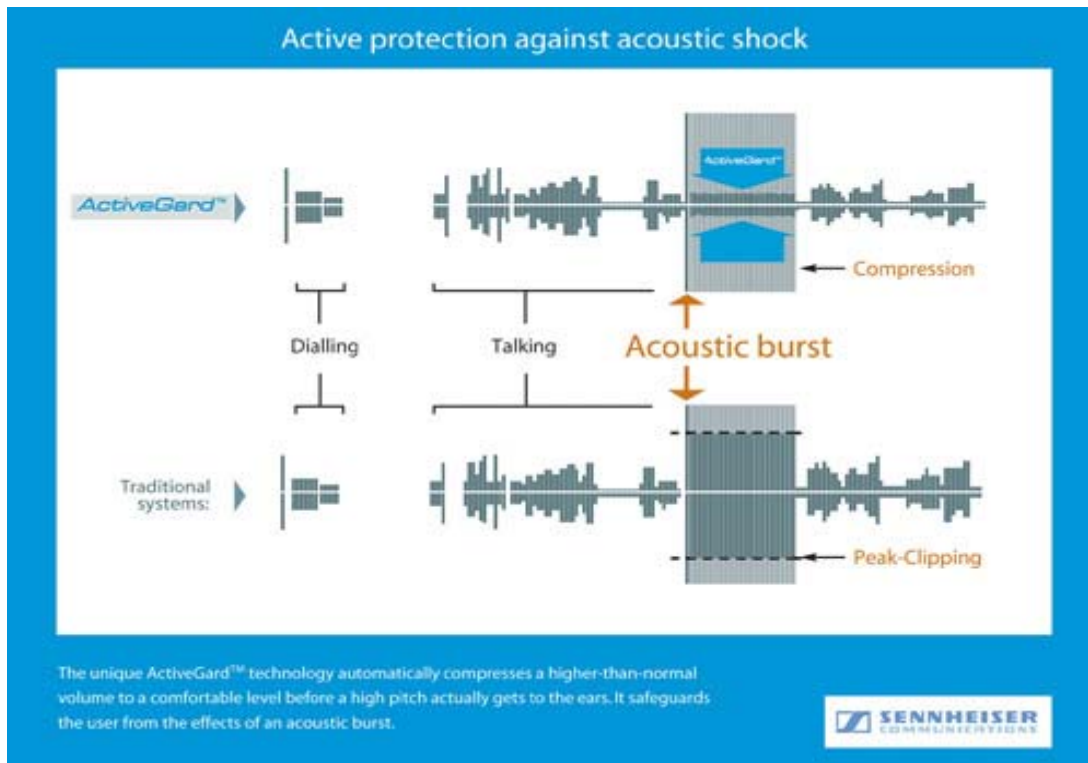 Active protection against acoustic shock
ActiveGard™
ActiveGard™
Compression
Dialling
Talking
Acoustic burst
Traditional
systems:
Peak-Clipping
The unique ActiveGard™ technology automatically compresses a higher-than-normal
volume to a comfortable level before a high pitch actually gets to the ears. It safeguards
the user from the effects of an acoustic burst.
SENNHEISER
COMMUNICATIONS